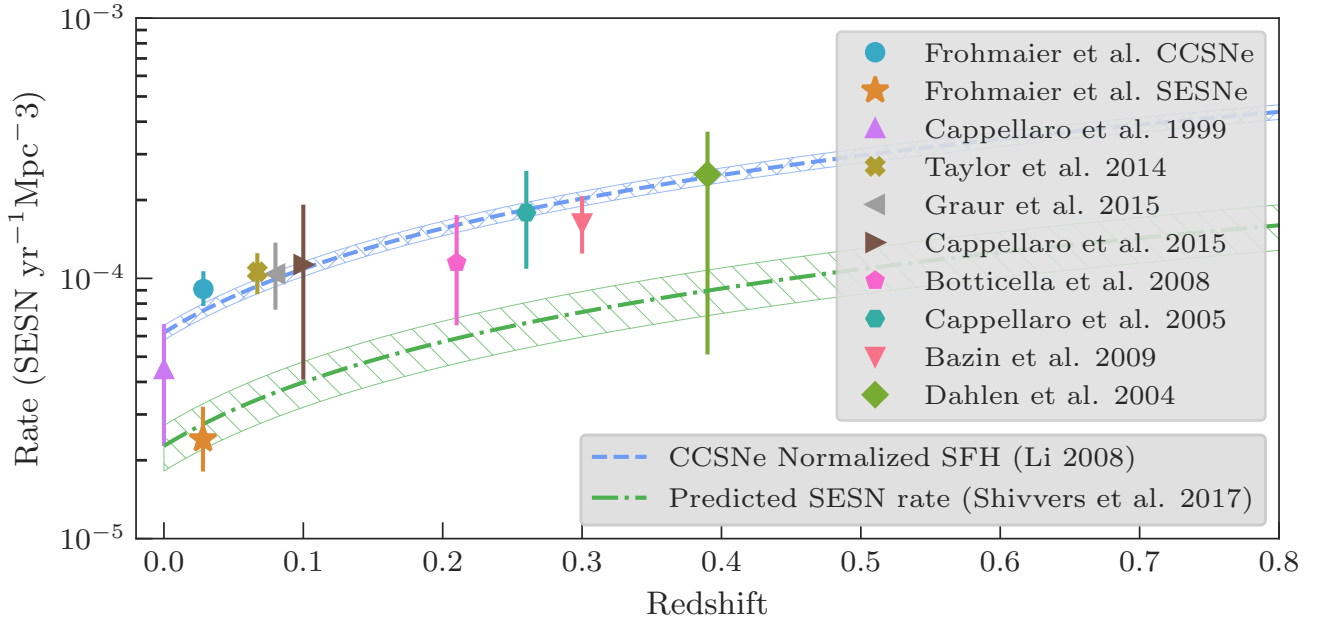 10⁻³
10⁻⁴
10⁻⁵
Rate (SESN yr⁻¹Mpc⁻3)
Frohmaier et al. CCSNe
Frohmaier et al. SESNe
Cappellaro et al. 1999
Taylor et al. 2014
Graur et al. 2015
Cappellaro et al. 2015
Botticella et al. 2008
Cappellaro et al. 2005
Bazin et al. 2009
Dahlen et al. 2004
CCSNe Normalized SFH (Li 2008)
Predicted SESN rate (Shivvers et al. 2017)
0.0 0.1 0.2 0.3 0.4 0.5 0.6 0.7 0.8
Redshift